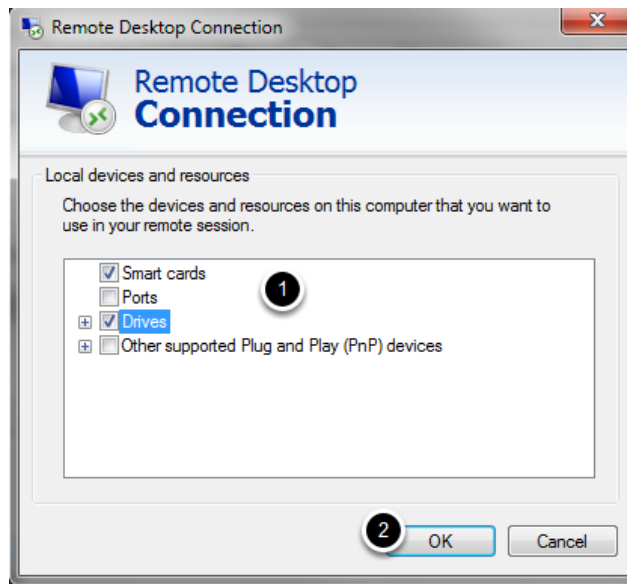 Remote Desktop Connection
Remote Desktop
Connection
Local devices and resources
Choose the devices and resources on this computer that you want to
use in your remote session.
Smart cards
1
Ports
Drives
Other supported Plug and Play (PnP) devices
2
OK
Cancel